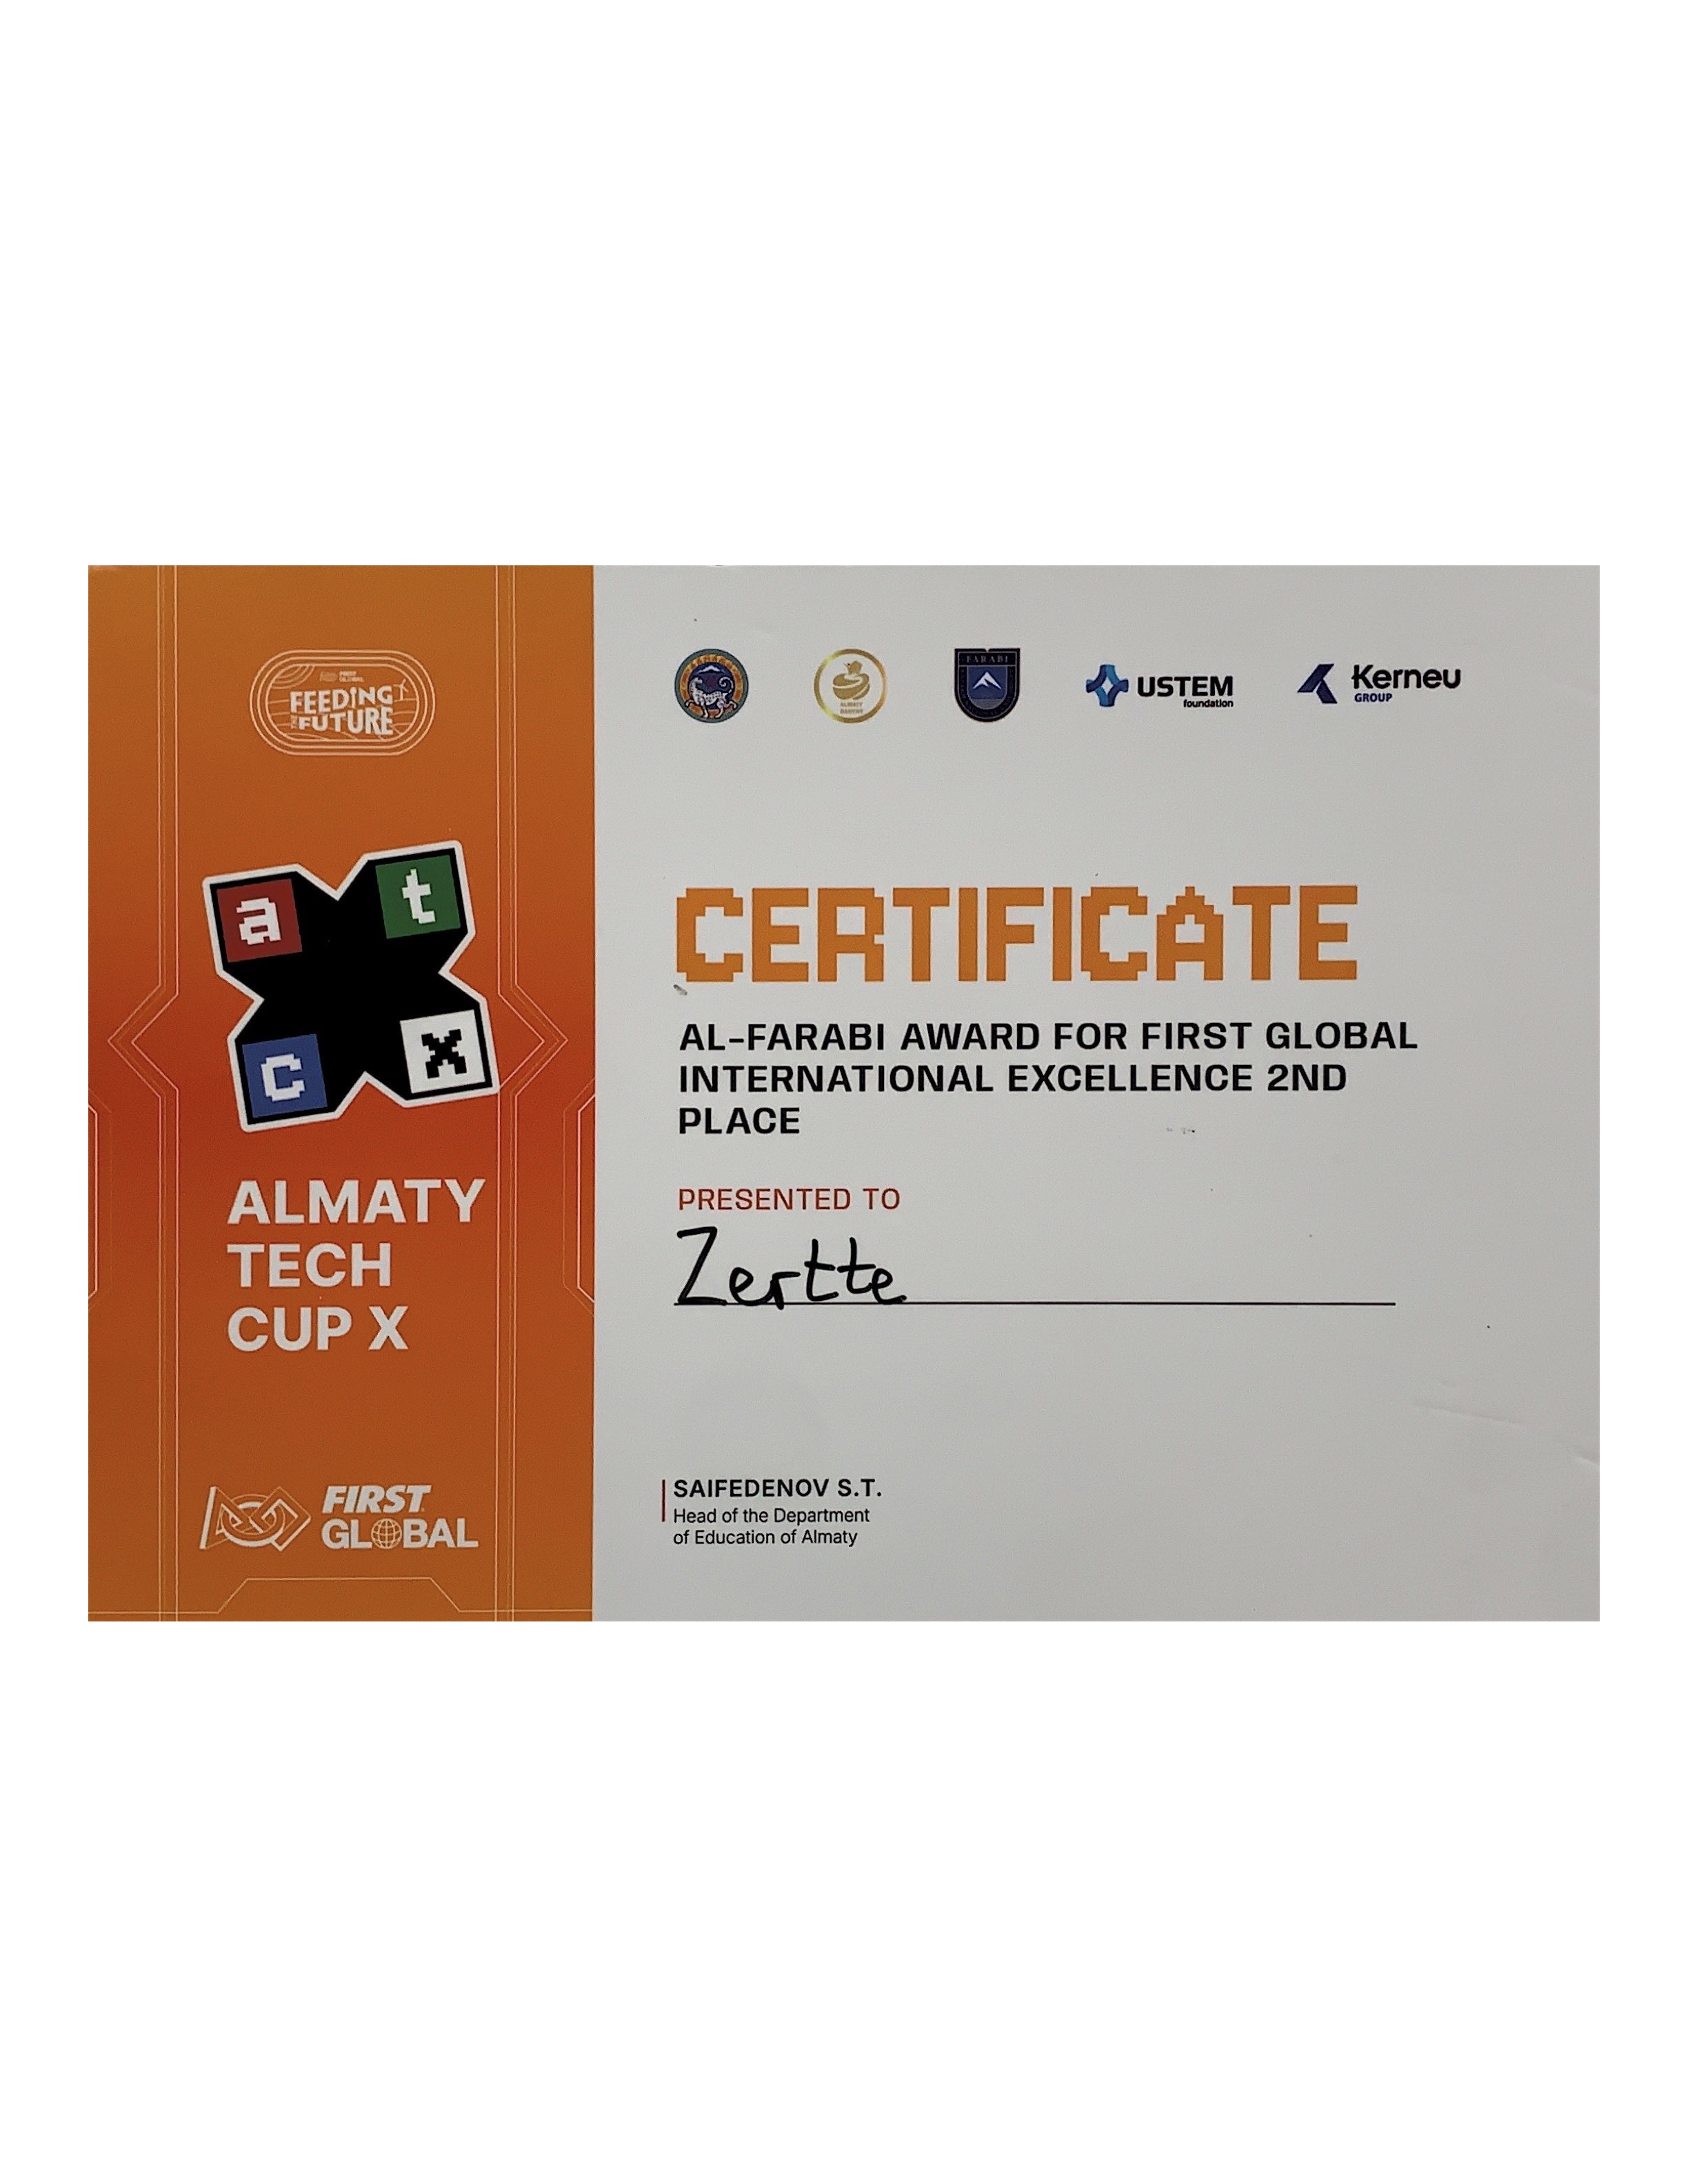 FIRST GLOBAL
FEEDING
THE FUTURE
a t
c x
ALMATY
TECH
CUP X
FIRST
GLOBAL
ALMATY
FARABI
USTEM
foundation
Kerneu
GROUP
CERTIFICATE
AL-FARABI AWARD FOR FIRST GLOBAL
INTERNATIONAL EXCELLENCE 2ND
PLACE
PRESENTED TO
Zertte
SAIFEDENOV S.T.
Head of the Department
of Education of Almaty